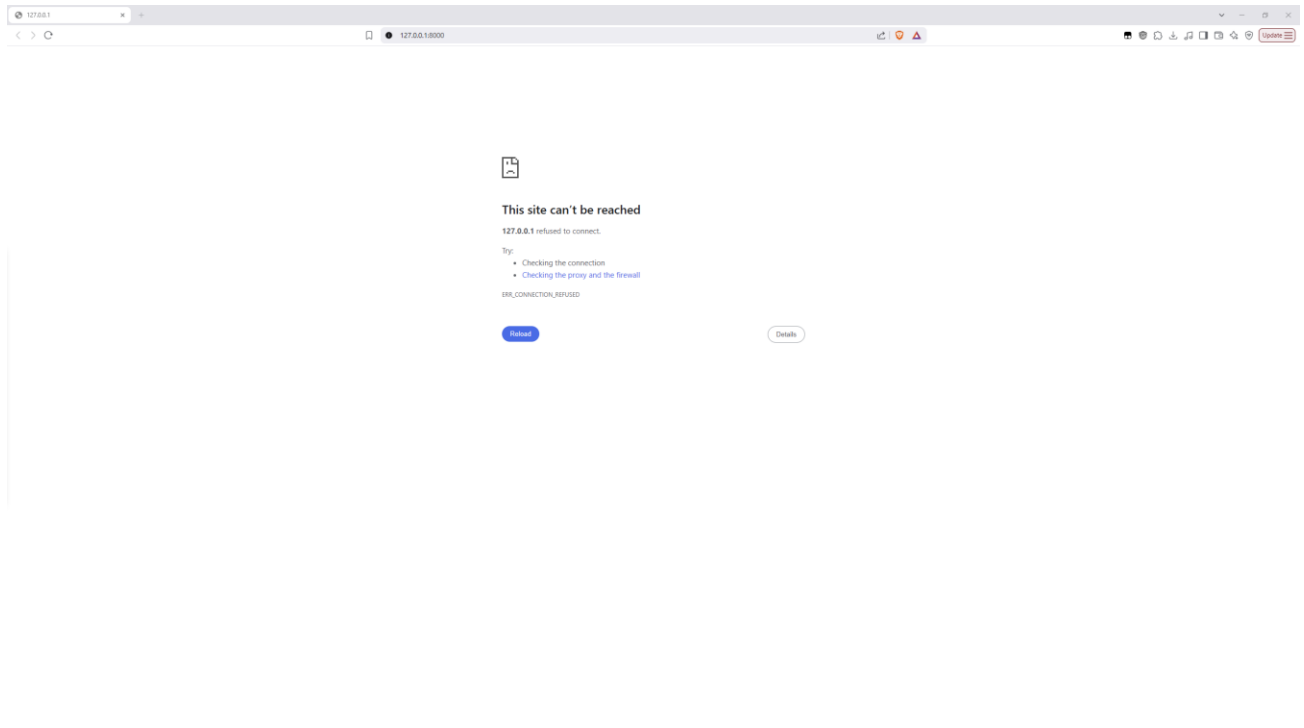 127.0.0.1
127.0.0.1:8000
Update
This site can't be reached
127.0.0.1 refused to connect.
Try:
• Checking the connection
• Checking the proxy and the firewall
ERR_CONNECTION_REFUSED
Reload
Details